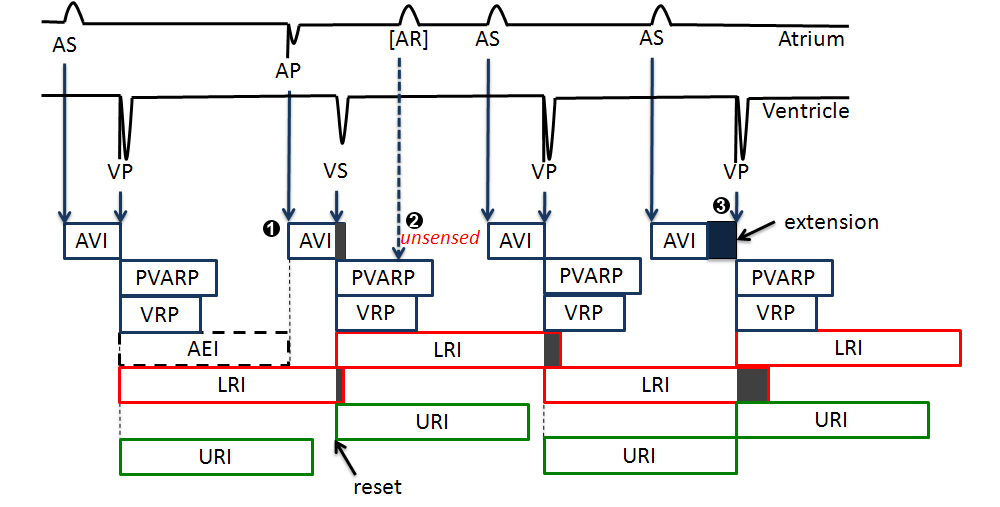 AS
AP
[AR]
AS
AS
Atrium
Ventricle
VP
VS
VP
VP
❶
❷
❸
unsensed
extension
AVI
AVI
AVI
AVI
PVARP
PVARP
PVARP
PVARP
VRP
VRP
VRP
VRP
AEI
LRI
LRI
LRI
LRI
URI
URI
URI
URI
reset